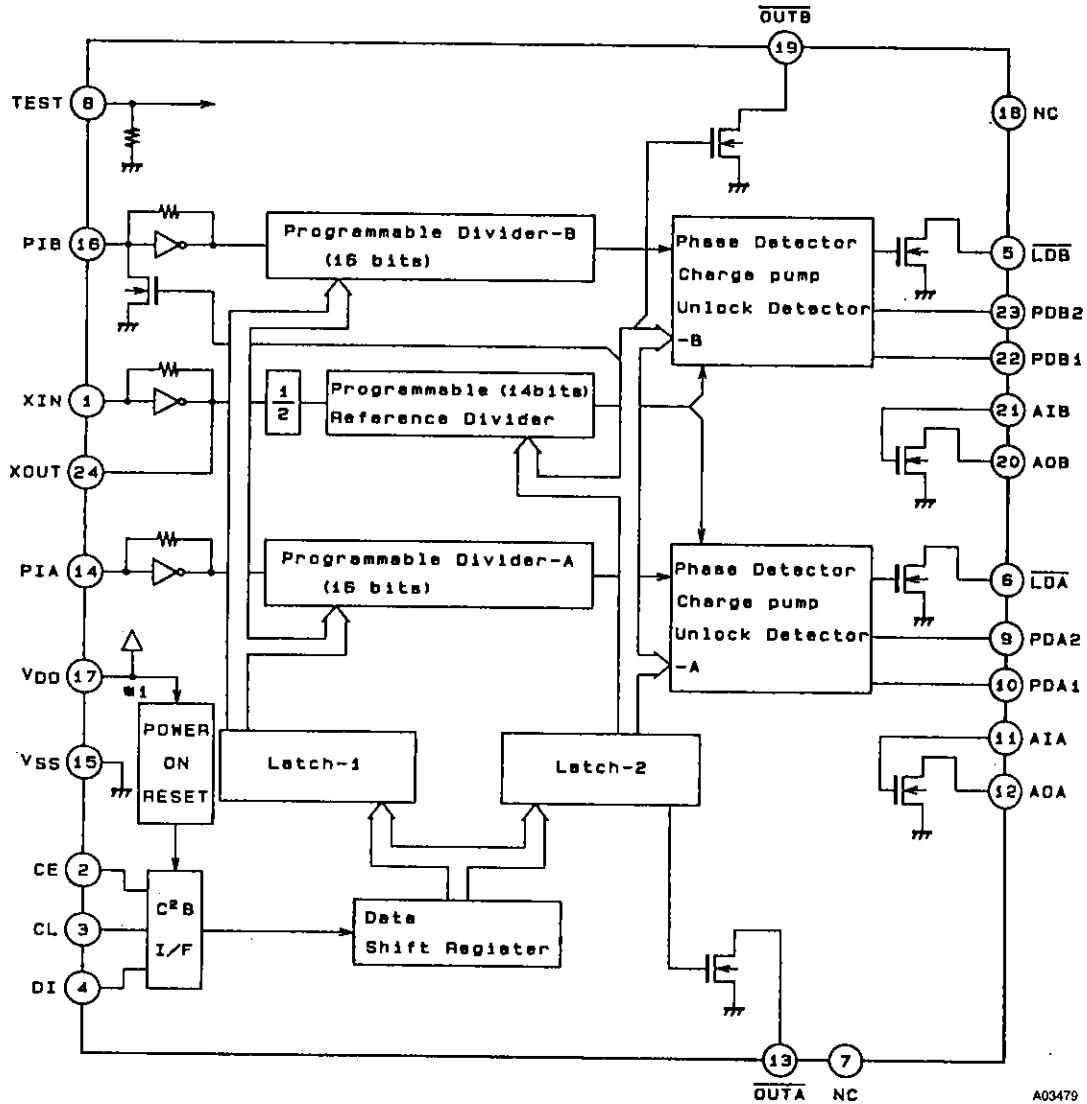 OUTB
19
TEST
8
18
NC
PIB
16
Programmable Divider-B
(16 bits)
Phase Detector
Charge pump
Unlock Detector
-B
5
LDB
23
PDB2
22
PDB1
XIN
1
1
2
Programmable (14bits)
Reference Divider
21
AIB
XOUT
24
20
AOB
PIA
14
Programmable Divider-A
(16 bits)
Phase Detector
Charge pump
Unlock Detector
-A
6
LDA
9
PDA2
10
PDA1
VDD
17
*1
POWER
ON
RESET
VSS
15
Latch-1
Latch-2
11
AIA
12
AOA
CE
2
CL
3
DI
4
C²B
I/F
Data
Shift Register
13
7
OUTA
NC
A03479